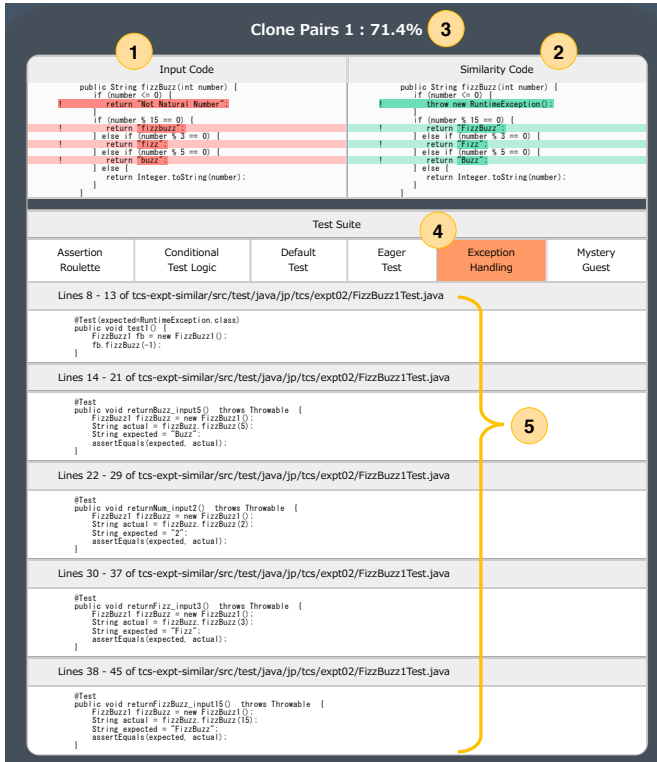 Clone Pairs 1 : 71.4%
3
1
2
Input Code
public String fizzBuzz(int number) {
if (number <= 0) {
! return "Not Natural Number";
}
if (number % 15 == 0) {
! return "fizzbuzz";
} else if (number % 3 == 0) {
! return "fizz";
} else if (number % 5 == 0) {
! return "buzz";
} else {
return Integer.toString(number);
}
}
Similarity Code
public String fizzBuzz(int number) {
if (number <= 0) {
! throw new RuntimeException();
}
if (number % 15 == 0) {
! return "FizzBuzz";
} else if (number % 3 == 0) {
! return "Fizz";
} else if (number % 5 == 0) {
! return "Buzz";
} else {
return Integer.toString(number);
}
}
Test Suite
4
Assertion Roulette
Conditional Test Logic
Default Test
Eager Test
Exception Handling
Mystery Guest
Lines 8 - 13 of tcs-expt-similar/src/test/java/jp/tcs/expt02/FizzBuzz1Test.java
@Test(expected=RuntimeException.class)
public void test1() {
FizzBuzz1 fb = new FizzBuzz1();
fb.fizzBuzz(-1);
}
Lines 14 - 21 of tcs-expt-similar/src/test/java/jp/tcs/expt02/FizzBuzz1Test.java
@Test
public void returnBuzz_input5() throws Throwable {
FizzBuzz1 fizzBuzz = new FizzBuzz1();
String actual = fizzBuzz.fizzBuzz(5);
String expected = "Buzz";
assertEquals(expected, actual);
}
5
Lines 22 - 29 of tcs-expt-similar/src/test/java/jp/tcs/expt02/FizzBuzz1Test.java
@Test
public void returnNum_input2() throws Throwable {
FizzBuzz1 fizzBuzz = new FizzBuzz1();
String actual = fizzBuzz.fizzBuzz(2);
String expected = "2";
assertEquals(expected, actual);
}
Lines 30 - 37 of tcs-expt-similar/src/test/java/jp/tcs/expt02/FizzBuzz1Test.java
@Test
public void returnFizz_input3() throws Throwable {
FizzBuzz1 fizzBuzz = new FizzBuzz1();
String actual = fizzBuzz.fizzBuzz(3);
String expected = "Fizz";
assertEquals(expected, actual);
}
Lines 38 - 45 of tcs-expt-similar/src/test/java/jp/tcs/expt02/FizzBuzz1Test.java
@Test
public void returnFizzBuzz_input15() throws Throwable {
FizzBuzz1 fizzBuzz = new FizzBuzz1();
String actual = fizzBuzz.fizzBuzz(15);
String expected = "FizzBuzz";
assertEquals(expected, actual);
}